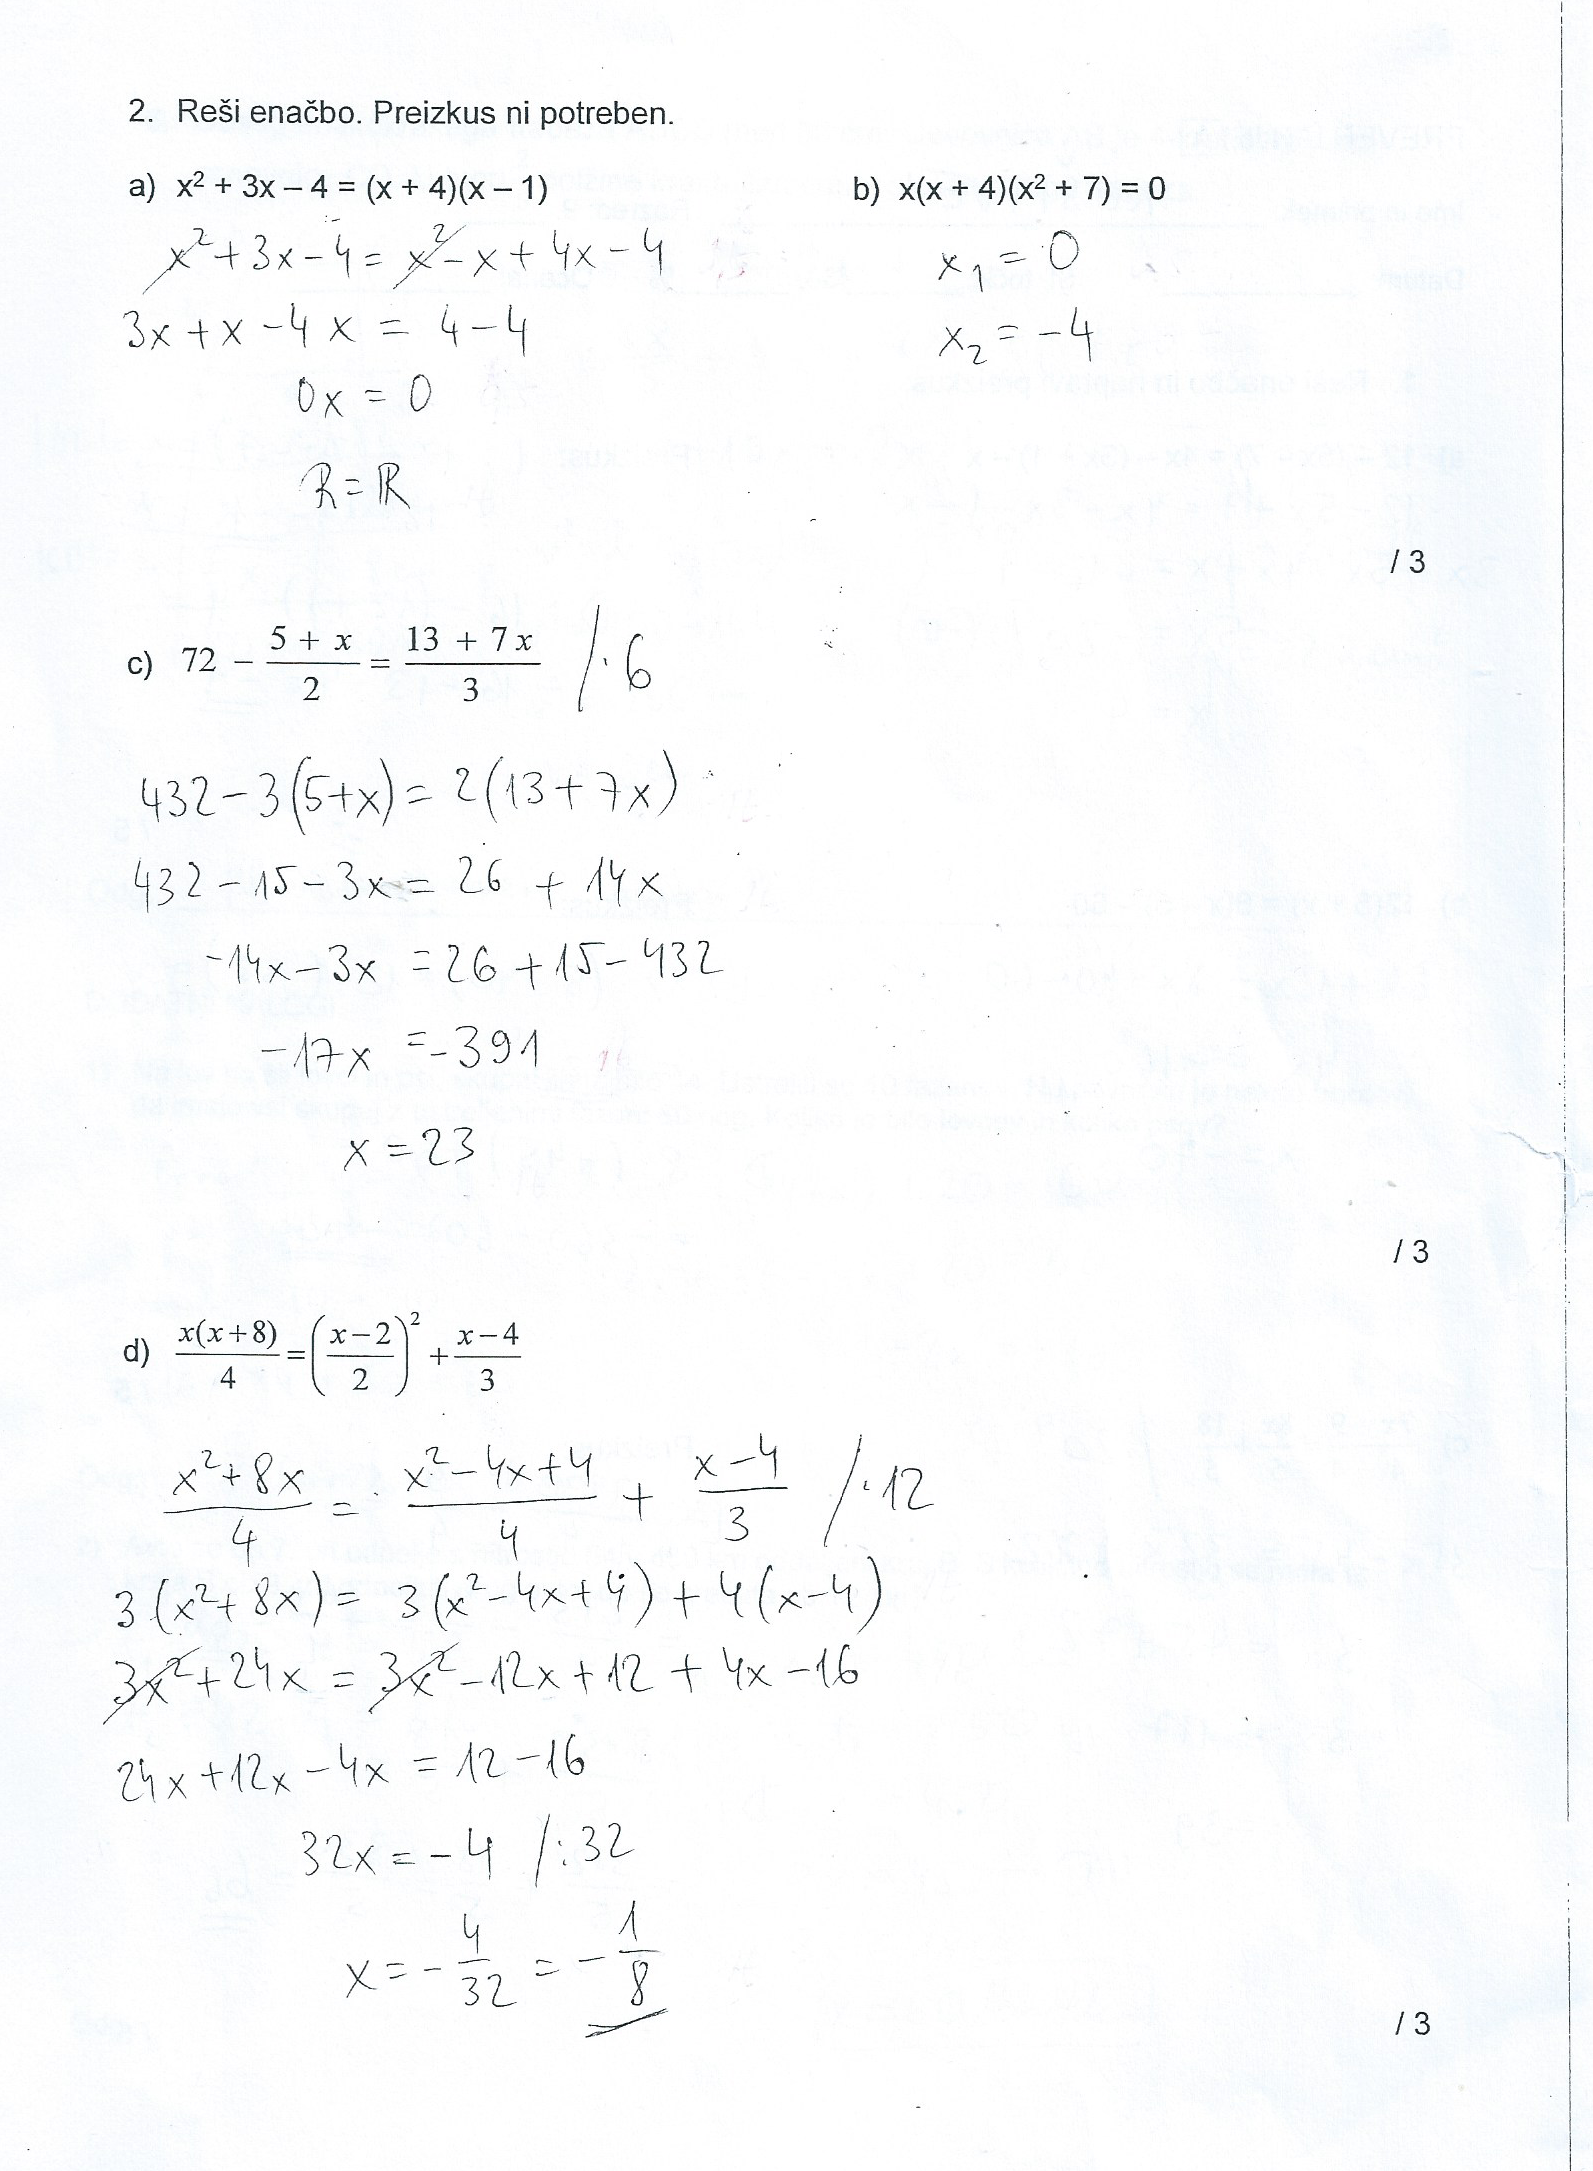 2. Reši enačbo. Preizkus ni potreben.
a) x² + 3x – 4 = (x + 4)(x – 1)
x² + 3x - 4 = x² - x + 4x - 4
3x + x - 4x = 4 - 4
0x = 0
R = ℝ
b) x(x + 4)(x² + 7) = 0
x₁ = 0
x₂ = -4
/ 3
c) 72 – (5 + x)/2 = (13 + 7x)/3 /·6
432 - 3(5+x) = 2(13 + 7x)
432 - 15 - 3x = 26 + 14x
-14x - 3x = 26 + 15 - 432
-17x = -391
x = 23
/ 3
d) x(x+8)/4 = ((x–2)/2)² + (x–4)/3
(x² + 8x)/4 = (x² - 4x + 4)/4 + (x - 4)/3 /·12
3(x² + 8x) = 3(x² - 4x + 4) + 4(x - 4)
3x² + 24x = 3x² - 12x + 12 + 4x - 16
24x + 12x - 4x = 12 - 16
32x = -4 /:32
x = -4/32 = -1/8
/ 3